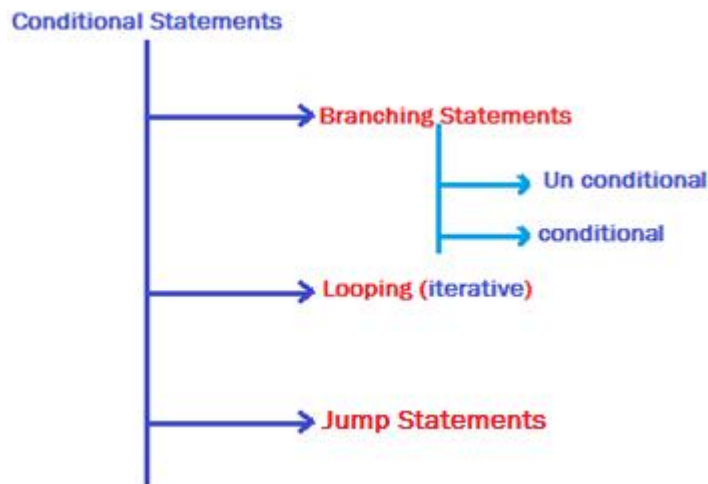 Conditional Statements
Branching Statements
Un conditional
conditional
Looping (iterative)
Jump Statements